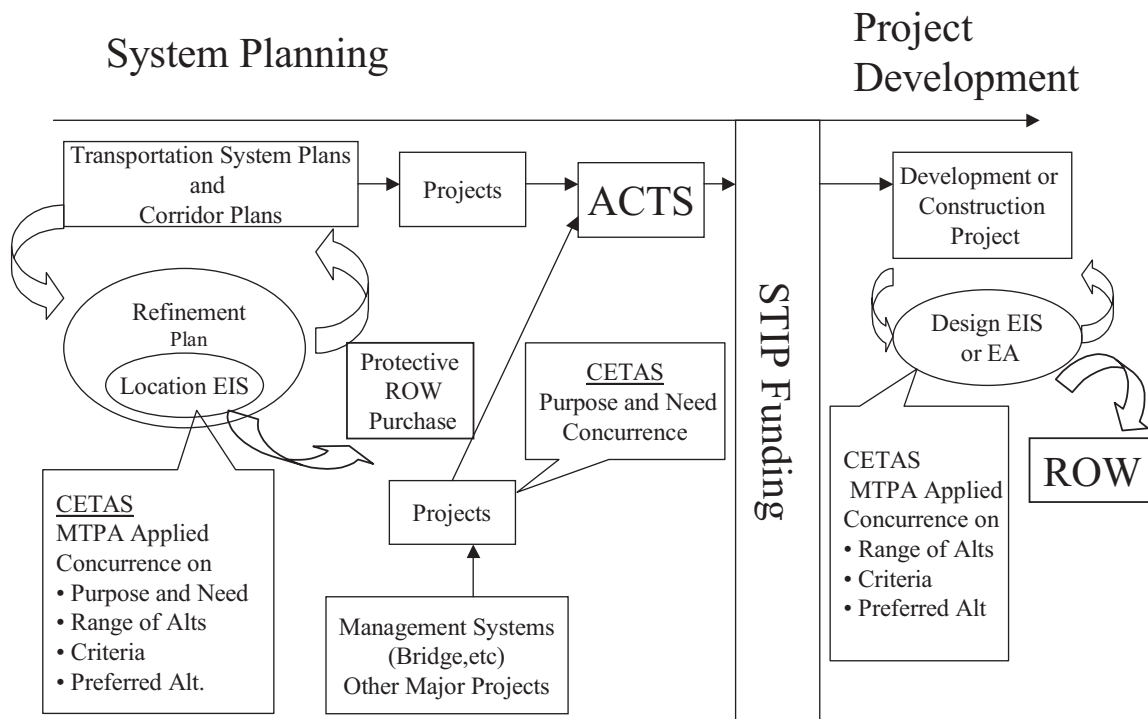 System Planning
Project
Development
Transportation System Plans
and
Corridor Plans
Projects
ACTS
Development or
Construction
Project
Refinement
Plan
Location EIS
Protective
ROW
Purchase
CETAS
Purpose and Need
Concurrence
STIP Funding
Design EIS
or EA
ROW
CETAS
MTPA Applied
Concurrence on
• Purpose and Need
• Range of Alts
• Criteria
• Preferred Alt.
Projects
Management Systems
(Bridge,etc)
Other Major Projects
CETAS
MTPA Applied
Concurrence on
• Range of Alts
• Criteria
• Preferred Alt